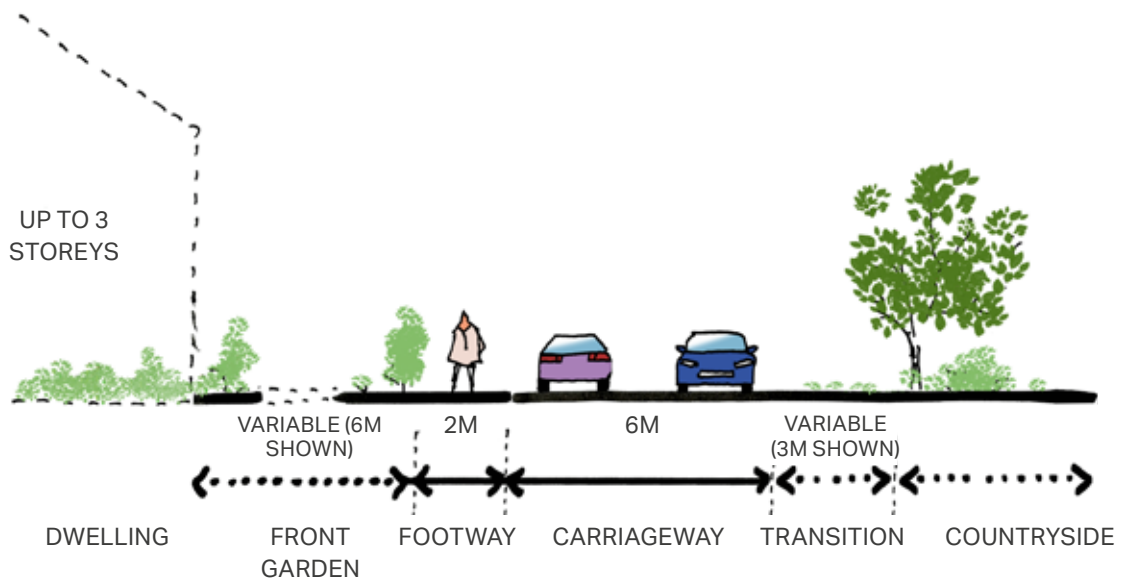 UP TO 3
STOREYS
VARIABLE (6M
SHOWN)
2M
6M
VARIABLE
(3M SHOWN)
DWELLING
FRONT
GARDEN
FOOTWAY
CARRIAGEWAY
TRANSITION
COUNTRYSIDE